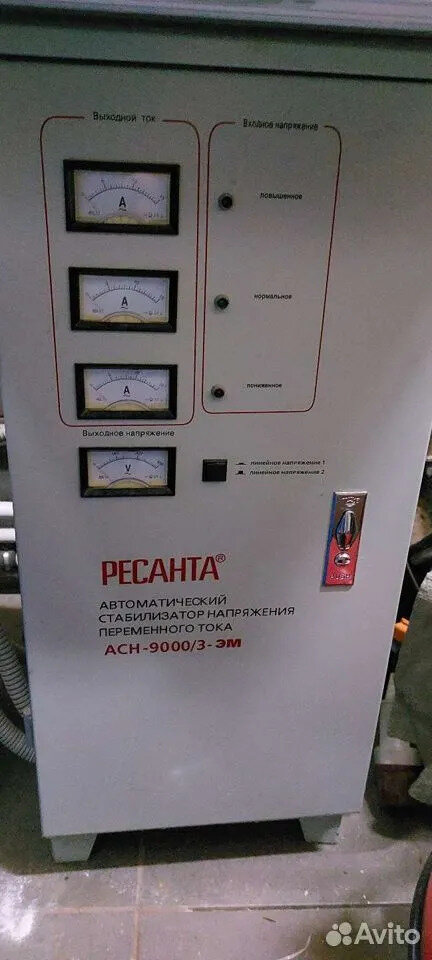 Выходной ток
Входное напряжение
A
повышенное
A
нормальное
A
пониженное
Выходное напряжение
V
линейное напряжение 1
линейное напряжение 2
РЕСАНТА®
АВТОМАТИЧЕСКИЙ
СТАБИЛИЗАТОР НАПРЯЖЕНИЯ
ПЕРЕМЕННОГО ТОКА
АСН-9000/3-ЭМ
Avito